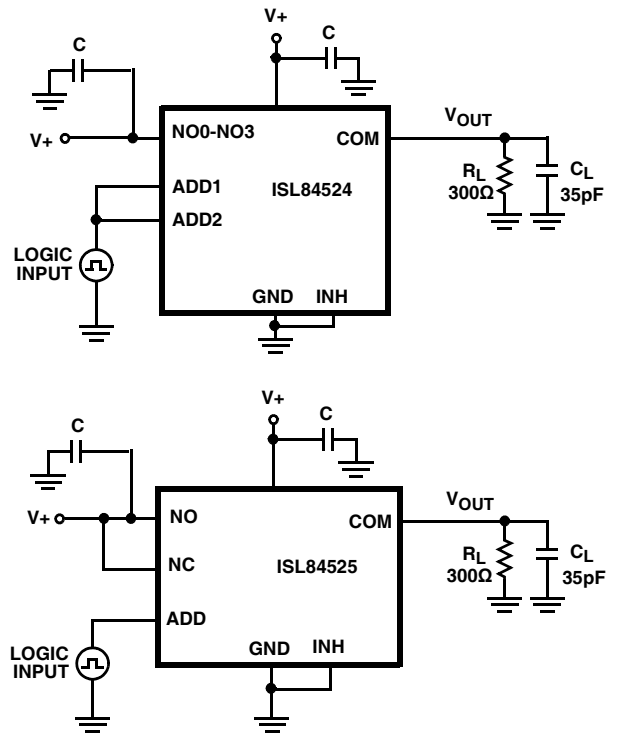 V+
C
C
V+
NO0-NO3
COM
VOUT
ADD1
ISL84524
RL
300Ω
CL
35pF
ADD2
LOGIC
INPUT
GND
INH
V+
C
C
V+
NO
COM
VOUT
NC
ISL84525
RL
300Ω
CL
35pF
ADD
LOGIC
INPUT
GND
INH